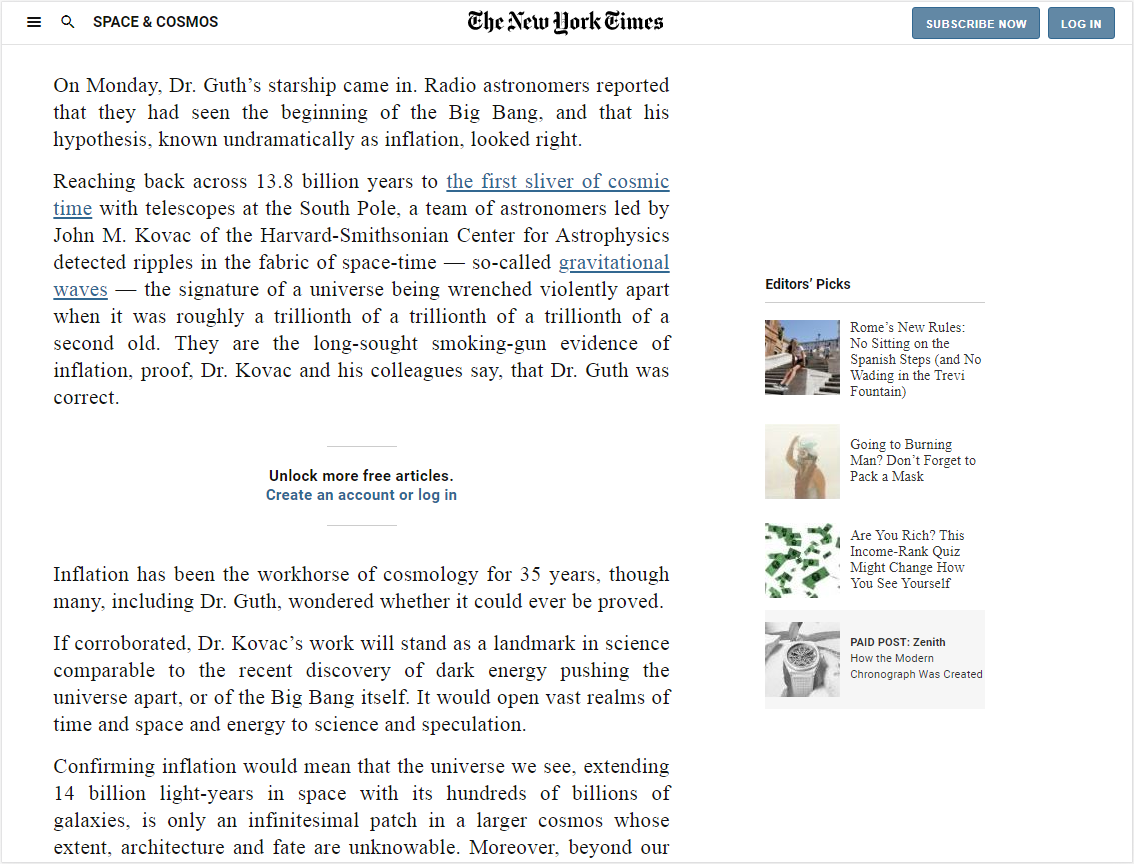 SPACE & COSMOS
The New York Times
SUBSCRIBE NOW
LOG IN
On Monday, Dr. Guth’s starship came in. Radio astronomers reported
that they had seen the beginning of the Big Bang, and that his
hypothesis, known undramatically as inflation, looked right.
Reaching back across 13.8 billion years to the first sliver of cosmic
time with telescopes at the South Pole, a team of astronomers led by
John M. Kovac of the Harvard-Smithsonian Center for Astrophysics
detected ripples in the fabric of space-time — so-called gravitational
waves — the signature of a universe being wrenched violently apart
when it was roughly a trillionth of a trillionth of a trillionth of a
second old. They are the long-sought smoking-gun evidence of
inflation, proof, Dr. Kovac and his colleagues say, that Dr. Guth was
correct.
Unlock more free articles.
Create an account or log in
Inflation has been the workhorse of cosmology for 35 years, though
many, including Dr. Guth, wondered whether it could ever be proved.
If corroborated, Dr. Kovac’s work will stand as a landmark in science
comparable to the recent discovery of dark energy pushing the
universe apart, or of the Big Bang itself. It would open vast realms of
time and space and energy to science and speculation.
Confirming inflation would mean that the universe we see, extending
14 billion light-years in space with its hundreds of billions of
galaxies, is only an infinitesimal patch in a larger cosmos whose
extent, architecture and fate are unknowable. Moreover, beyond our
Editors’ Picks
Rome’s New Rules:
No Sitting on the
Spanish Steps (and No
Wading in the Trevi
Fountain)
Going to Burning
Man? Don’t Forget to
Pack a Mask
Are You Rich? This
Income-Rank Quiz
Might Change How
You See Yourself
PAID POST: Zenith
How the Modern
Chronograph Was Created